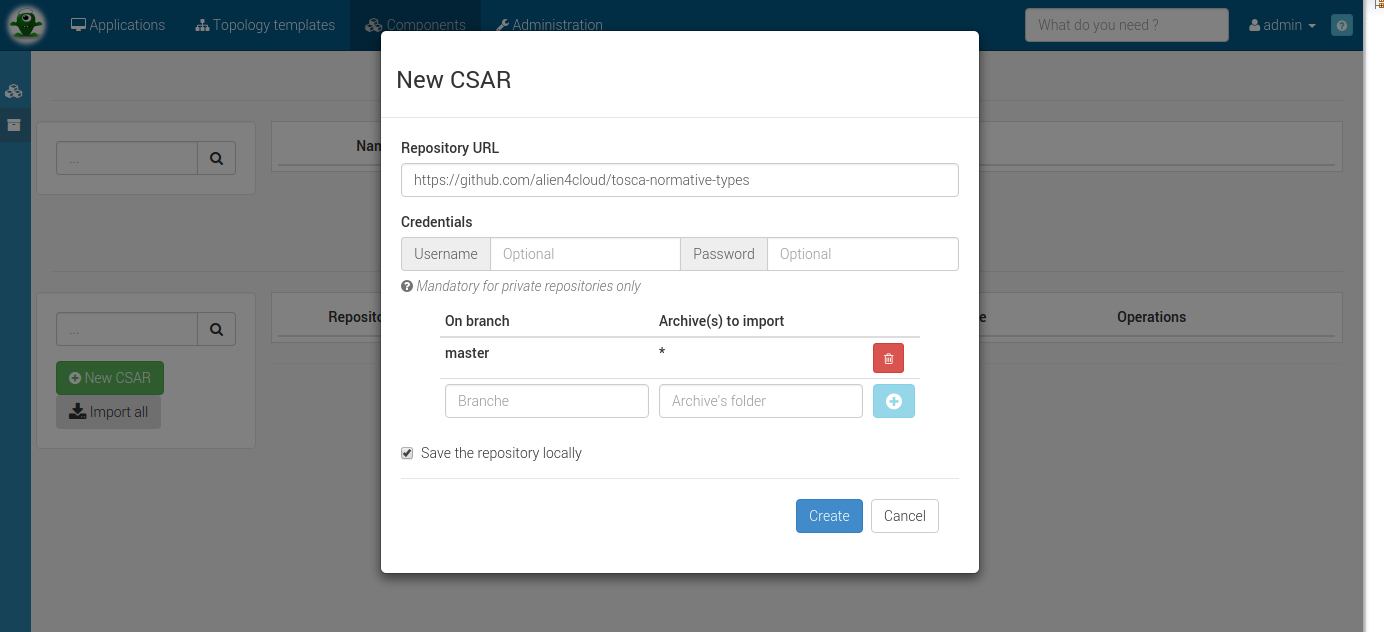 Applications Topology templates Components Administration What do you need ? admin
New CSAR
... Nam
Repository URL
https://github.com/alien4cloud/tosca-normative-types
Credentials
Username Optional Password Optional
Mandatory for private repositories only
On branch Archive(s) to import
... Reposito e Operations
master *
New CSAR
Branche Archive's folder
Import all
Save the repository locally
Create Cancel